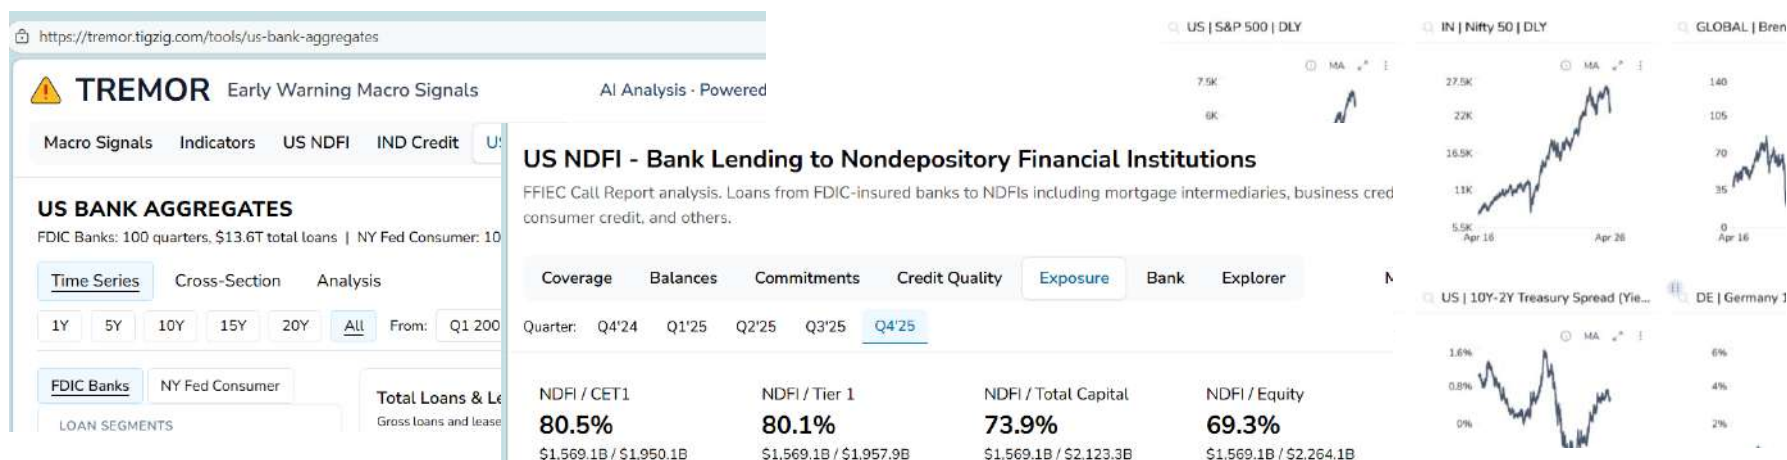 https://tremor.tigzig.com/tools/us-bank-aggregates
TREMOR Early Warning Macro Signals
AI Analysis · Powered
Macro Signals Indicators US NDFI IND Credit
US BANK AGGREGATES
FDIC Banks: 100 quarters, $13.6T total loans | NY Fed Consumer: 10
Time Series Cross-Section Analysis
1Y 5Y 10Y 15Y 20Y All From: Q1 200
FDIC Banks NY Fed Consumer
LOAN SEGMENTS
Total Loans & Le
Gross loans and lease
US NDFI - Bank Lending to Nondepository Financial Institutions
FFIEC Call Report analysis. Loans from FDIC-insured banks to NDFIs including mortgage intermediaries, business cred
consumer credit, and others.
Coverage Balances Commitments Credit Quality Exposure Bank Explorer
Quarter: Q4'24 Q1'25 Q2'25 Q3'25 Q4'25
NDFI / CET1
80.5%
$1,569.1B / $1,950.1B
NDFI / Tier 1
80.1%
$1,569.1B / $1,957.9B
NDFI / Total Capital
73.9%
$1,569.1B / $2,123.3B
NDFI / Equity
69.3%
$1,569.1B / $2,264.1B
US | S&P 500 | DLY
MA
7.5K
6K
IN | Nifty 50 | DLY
MA
27.5K
22K
16.5K
11K
5.5K
Apr 16 Apr 26
GLOBAL | Bren
140
105
70
35
0
Apr 16
US | 10Y-2Y Treasury Spread (Yie...
MA
1.6%
0.8%
0%
DE | Germany 1
6%
4%
2%